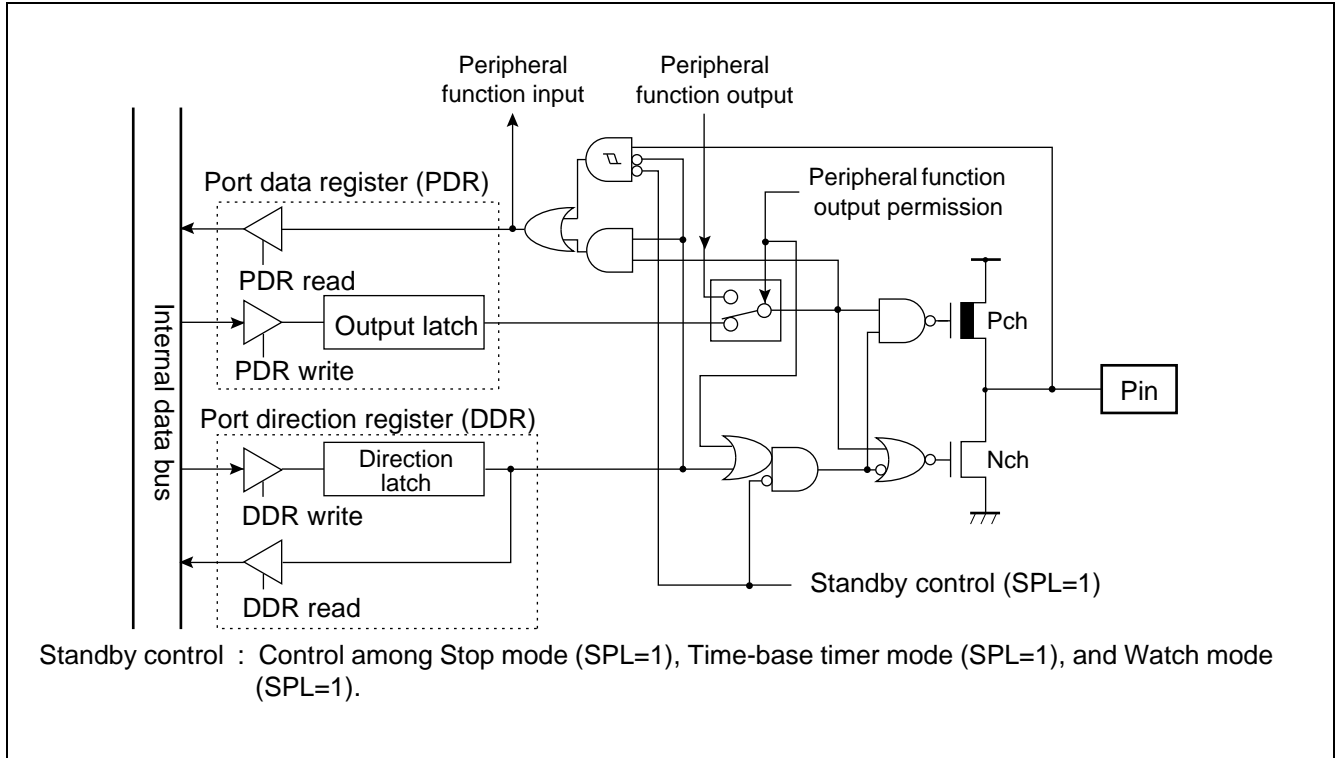 Peripheral
function input
Peripheral
function output
Port data register (PDR)
Peripheral function
output permission
PDR read
Output latch
PDR write
Pch
Pin
Internal data bus
Port direction register (DDR)
Direction
latch
Nch
DDR write
DDR read
Standby control (SPL=1)
Standby control : Control among Stop mode (SPL=1), Time-base timer mode (SPL=1), and Watch mode
(SPL=1).